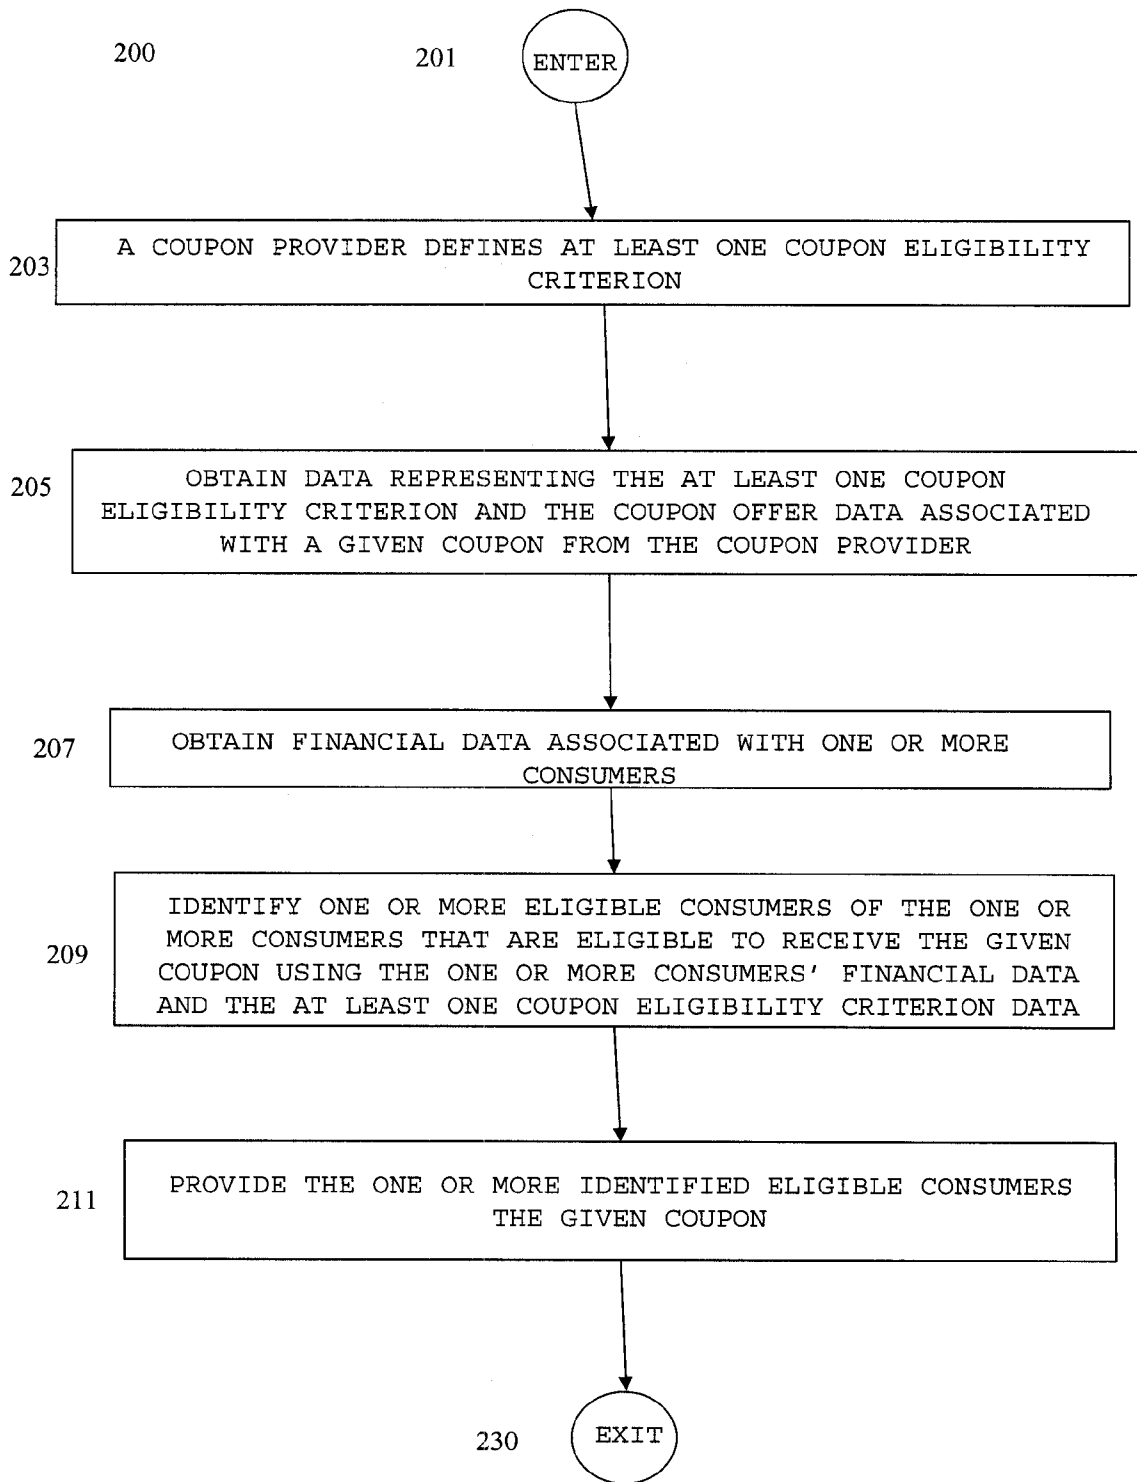 200
201
ENTER
203
A COUPON PROVIDER DEFINES AT LEAST ONE COUPON ELIGIBILITY
CRITERION
205
OBTAIN DATA REPRESENTING THE AT LEAST ONE COUPON
ELIGIBILITY CRITERION AND THE COUPON OFFER DATA ASSOCIATED
WITH A GIVEN COUPON FROM THE COUPON PROVIDER
207
OBTAIN FINANCIAL DATA ASSOCIATED WITH ONE OR MORE
CONSUMERS
209
IDENTIFY ONE OR MORE ELIGIBLE CONSUMERS OF THE ONE OR
MORE CONSUMERS THAT ARE ELIGIBLE TO RECEIVE THE GIVEN
COUPON USING THE ONE OR MORE CONSUMERS' FINANCIAL DATA
AND THE AT LEAST ONE COUPON ELIGIBILITY CRITERION DATA
211
PROVIDE THE ONE OR MORE IDENTIFIED ELIGIBLE CONSUMERS
THE GIVEN COUPON
230
EXIT